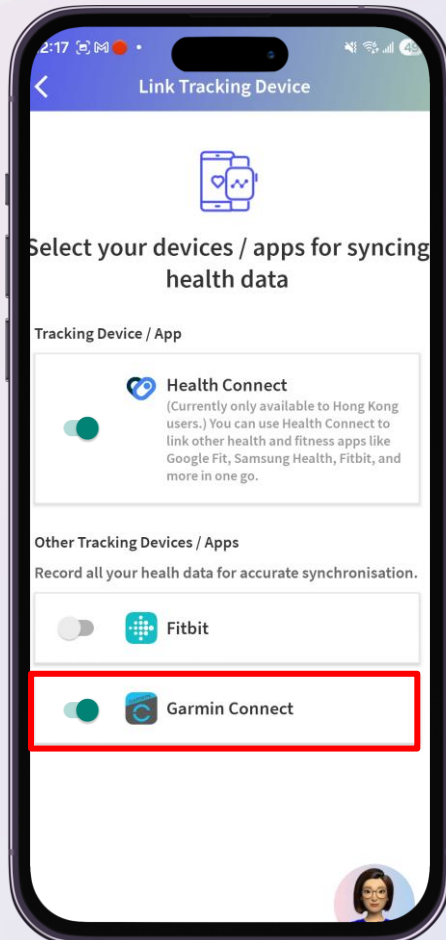 2:17
Link Tracking Device
Select your devices / apps for syncing
health data
Tracking Device / App
Health Connect
(Currently only available to Hong Kong
users.) You can use Health Connect to
link other health and fitness apps like
Google Fit, Samsung Health, Fitbit, and
more in one go.
Other Tracking Devices / Apps
Record all your healh data for accurate synchronisation.
Fitbit
Garmin Connect